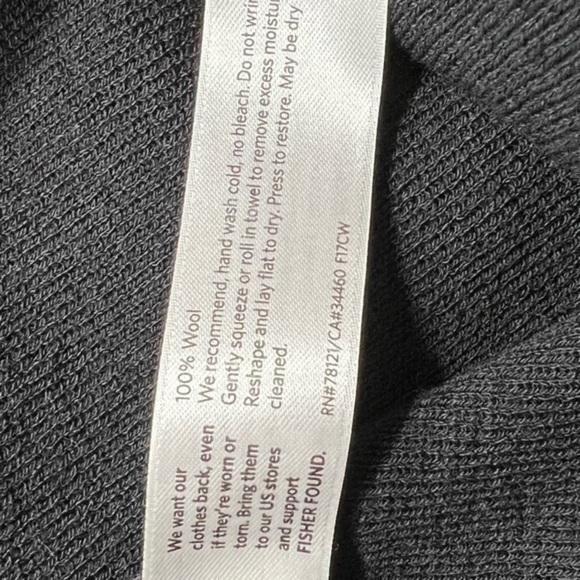 100% Wool
We recommend, hand wash cold, no bleach. Do not
Gently squeeze or roll in towel to remove excess
Reshape and lay flat to dry. Press to restore. May be dry
cleaned.
RN#78121/CA#34460 F17CW
We want our
clothes back, even
if they're worn or
torn. Bring them
to our US stores
and support
FISHER FOUND.